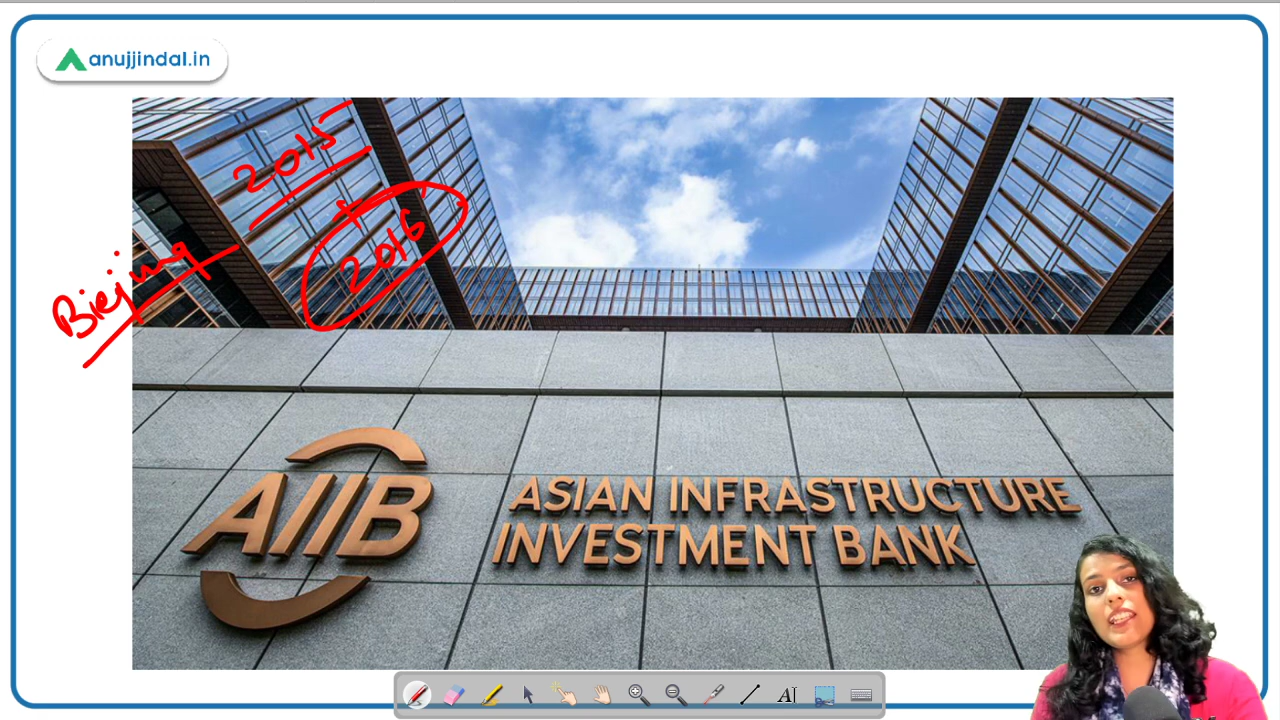 anujjindal.in
2015
2016
Biejing
AIIB
ASIAN INFRASTRUCTURE
INVESTMENT BANK
A